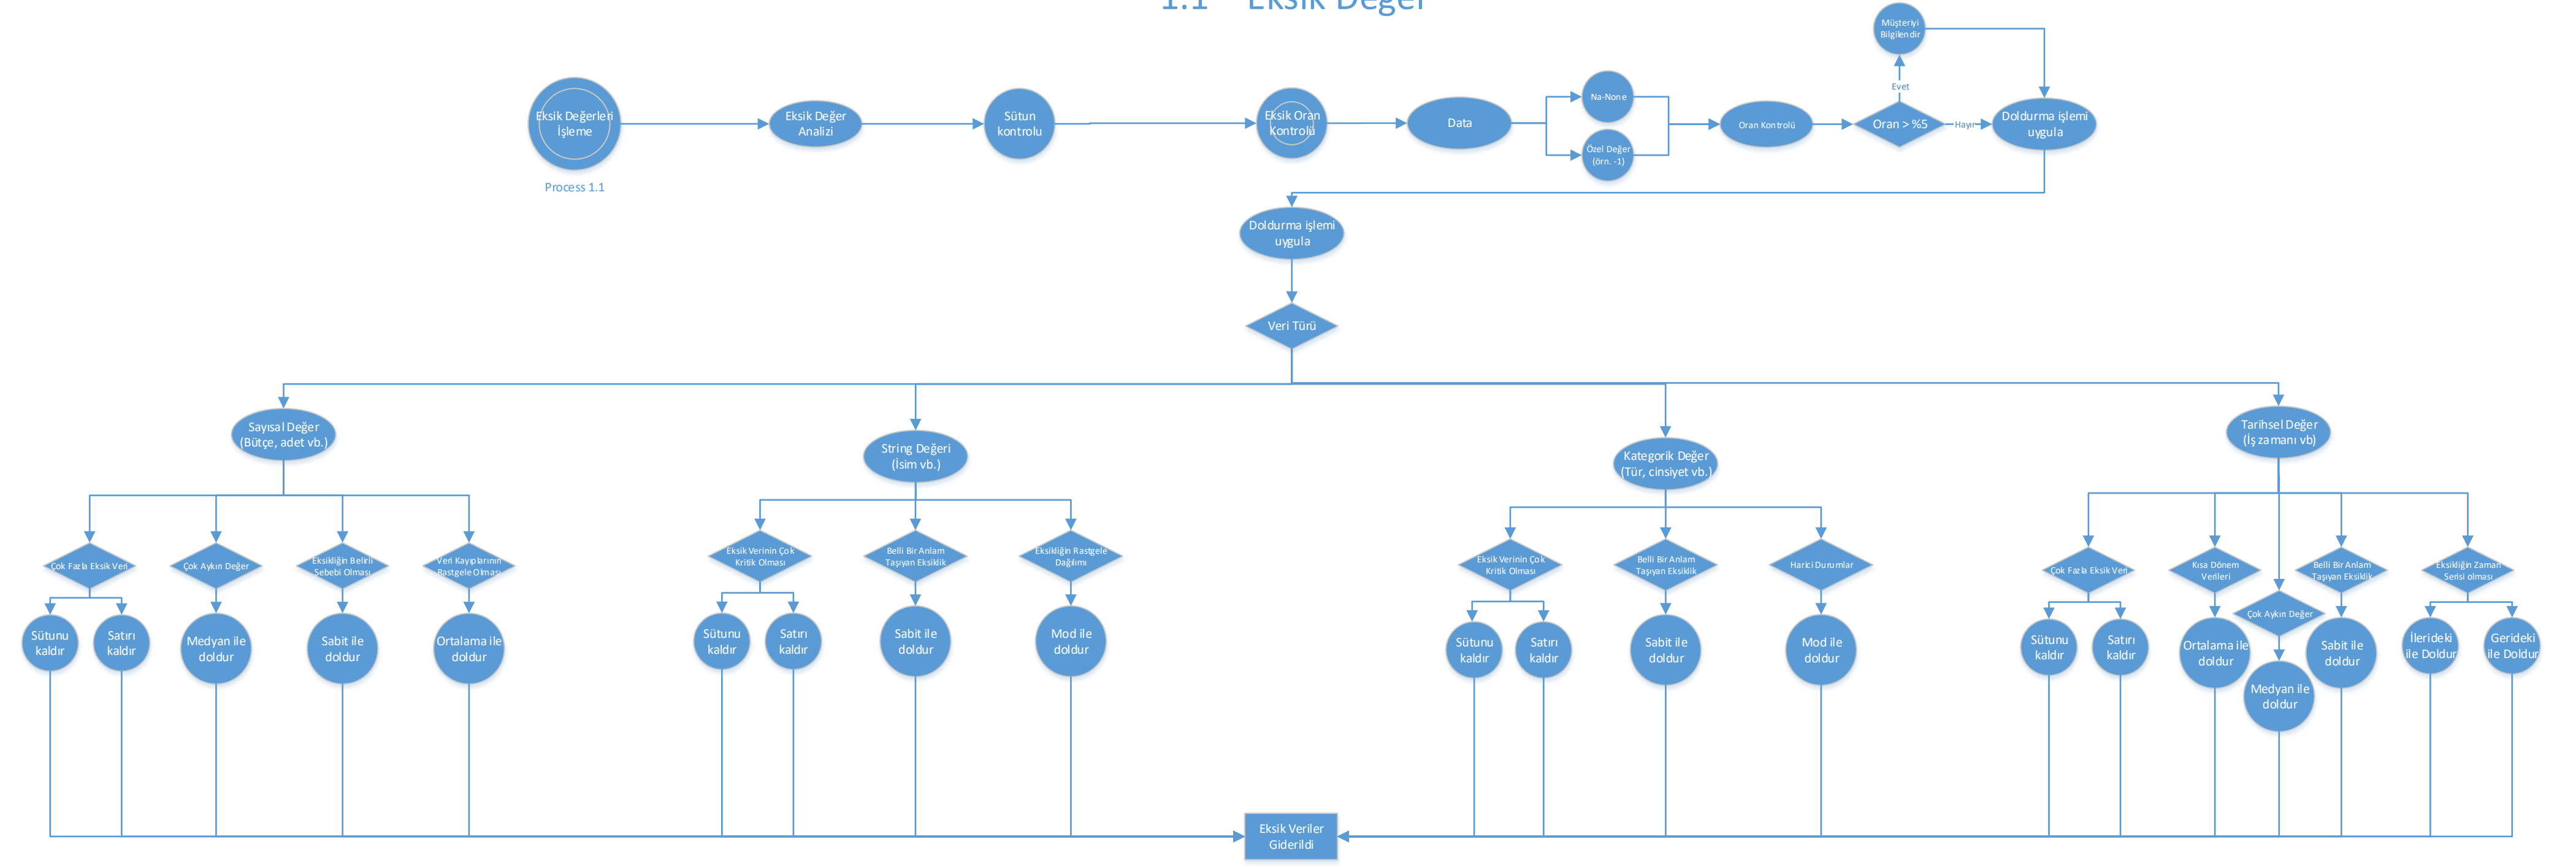 1.1 Eksik Değer
Müşteriyi
Bilgilendir
Evet
Eksik Değerleri
İşleme
Eksik Değer
Analizi
Sütun
kontrolu
Eksik Oran
Kontrolü
Data
Na-None
Özel Değer
(örn. -1)
Oran Kontrolü
Oran > %5
Hayır
Doldurma işlemi
uygula
Process 1.1
Doldurma işlemi
uygula
Veri Türü
Sayısal Değer
(Bütçe, adet vb.)
String Değeri
(İsim vb.)
Kategorik Değer
(Tür, cinsiyet vb.)
Tarihsel Değer
(İş zamanı vb)
Çok Fazla Eksik Veri
Çok Aykırı Değer
Eksikliğin Belirli
Sebebi Olması
Veri Kayıplarının
Rastgele Olması
Eksik Verinin Çok
Kritik Olması
Belli Bir Anlam
Taşıyan Eksiklik
Eksikliğin Rastgele
Dağılımı
Eksik Verinin Çok
Kritik Olması
Belli Bir Anlam
Taşıyan Eksiklik
Harici Durumlar
Çok Fazla Eksik Veri
Kısa Dönem
Verileri
Çok Aykırı Değer
Belli Bir Anlam
Taşıyan Eksiklik
Eksikliğin Zaman
Serisi olması
Sütunu
kaldır
Satırı
kaldır
Medyan ile
doldur
Sabit ile
doldur
Ortalama ile
doldur
Sütunu
kaldır
Satırı
kaldır
Sabit ile
doldur
Mod ile
doldur
Sütunu
kaldır
Satırı
kaldır
Sabit ile
doldur
Mod ile
doldur
Sütunu
kaldır
Satırı
kaldır
Ortalama ile
doldur
Medyan ile
doldur
Sabit ile
doldur
İlerideki
ile Doldur
Gerideki
ile Doldur
Eksik Veriler
Giderildi